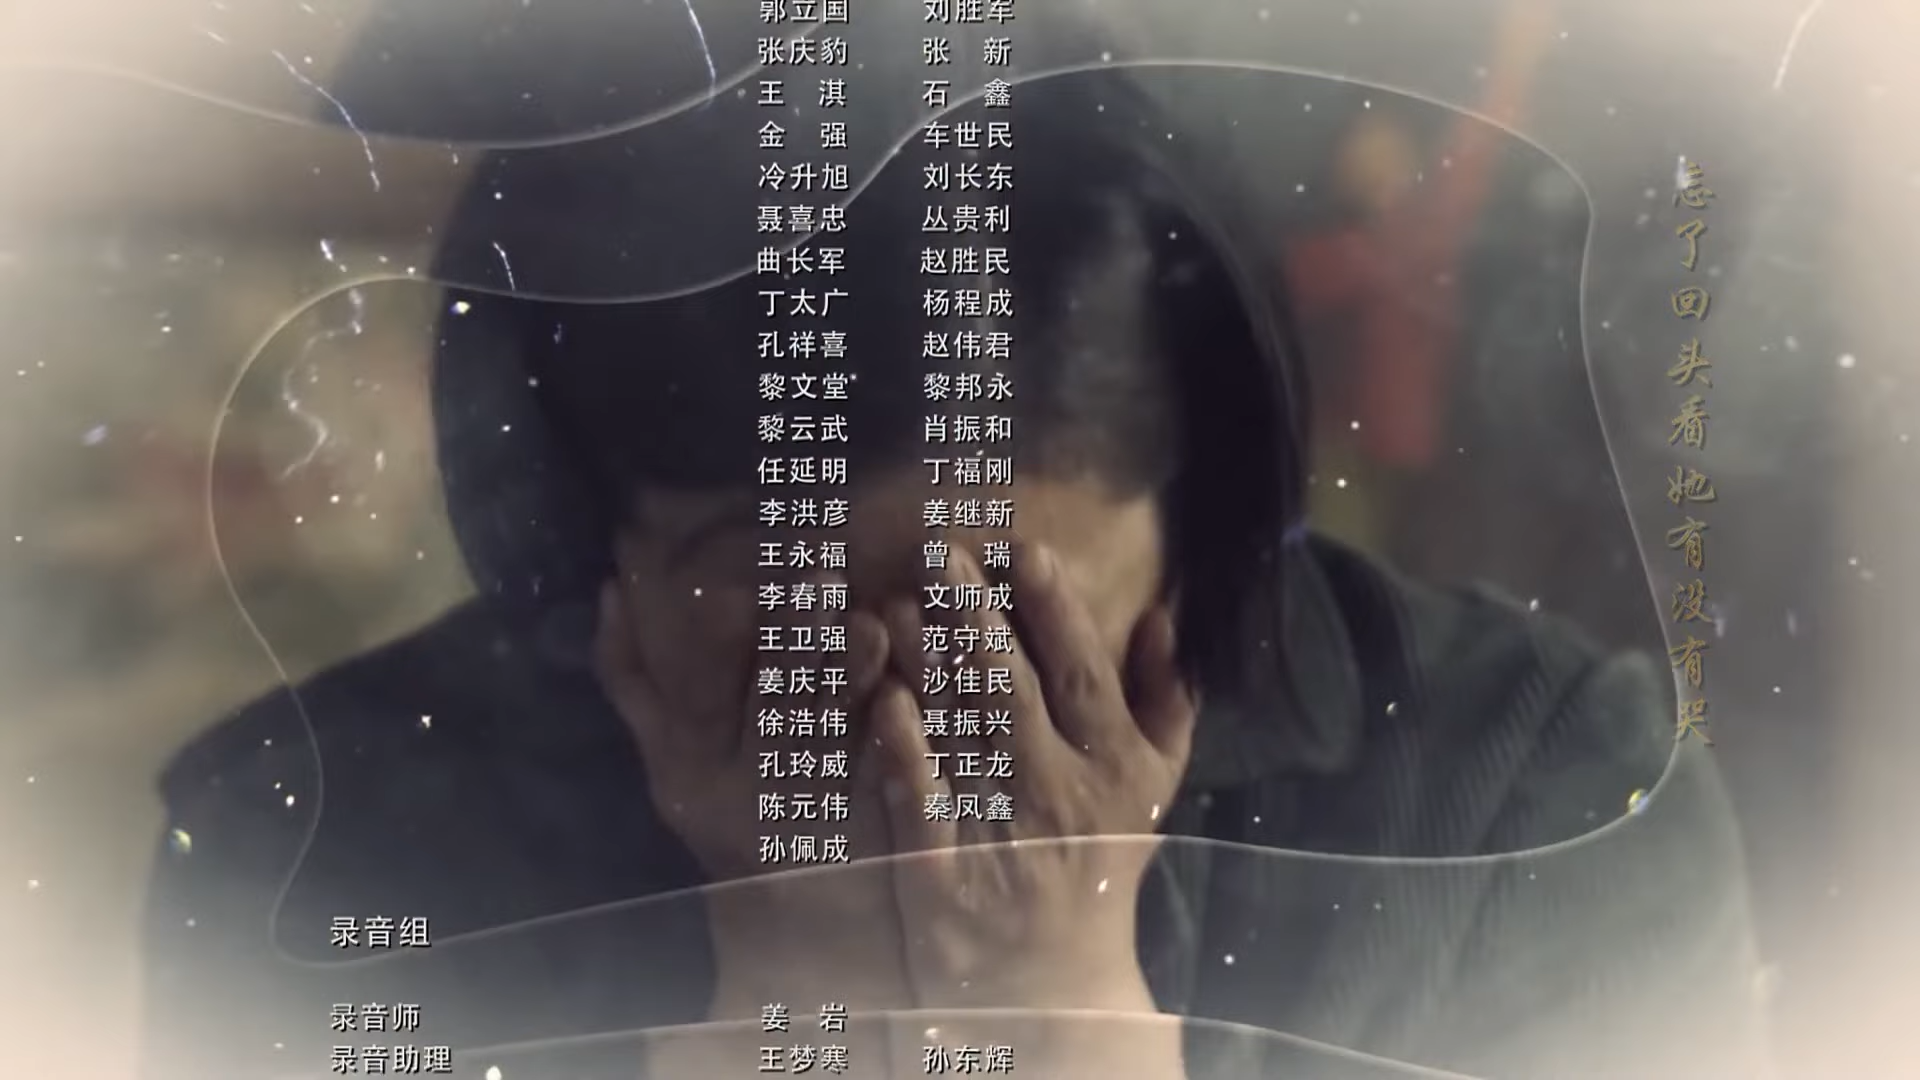 郭立国 刘胜军
张庆豹 张 新
王 淇 石 鑫
金 强 车世民
冷升旭 刘长东
聂喜忠 丛贵利
曲长军 赵胜民
丁太广 杨程成
孔祥喜 赵伟君
黎文堂 黎邦永
黎云武 肖振和
任延明 丁福刚
李洪彦 姜继新
王永福 曾 瑞
李春雨 文师成
王卫强 范守斌
姜庆平 沙佳民
徐浩伟 聂振兴
孔玲威 丁正龙
陈元伟 秦凤鑫
孙佩成
录音组
录音师 姜 岩
录音助理 王梦寒 孙东辉
忘了回头看她有没有哭